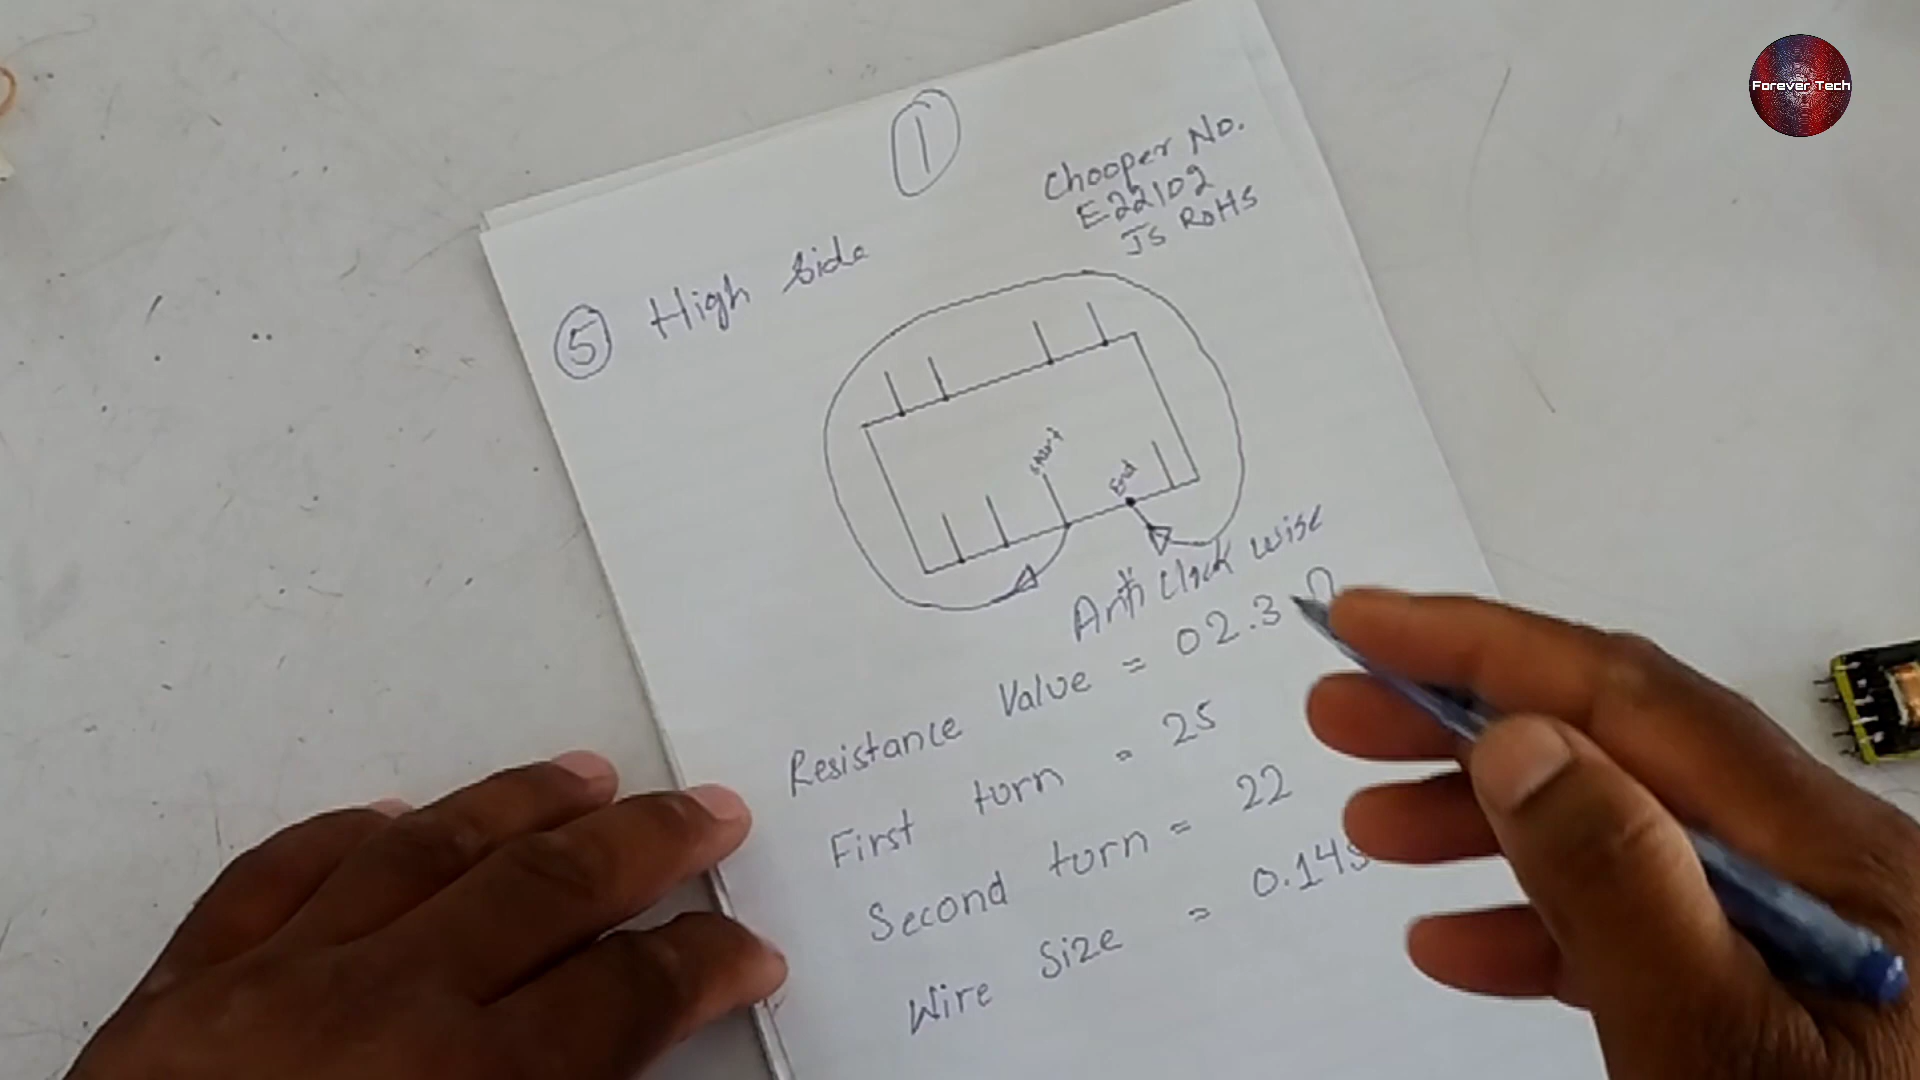 1
Chooper No.
E22102
JS RoHS
5 High Side
Start
End
Anti Clock wise
Resistance Value = 02.3 Ω
First turn = 25
Second turn = 22
Wire Size = 0.145
Forever Tech